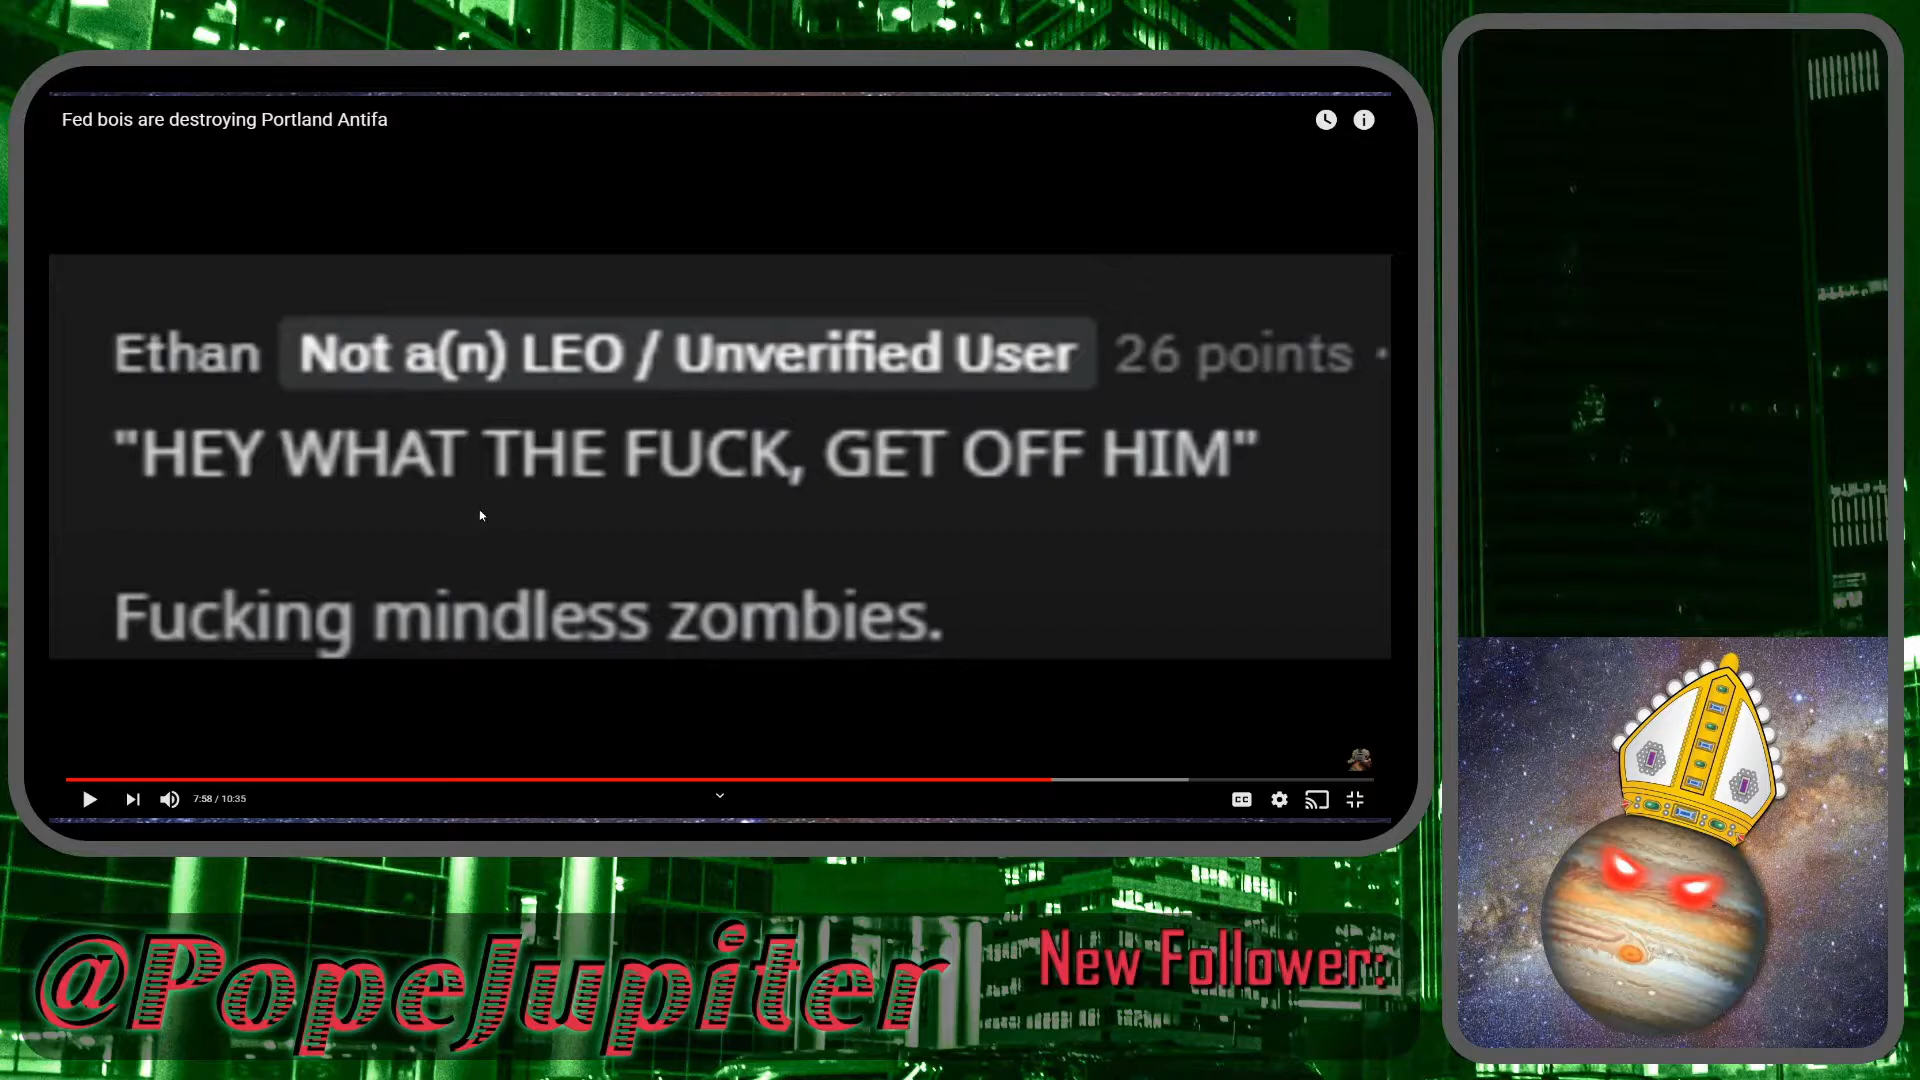 Fed bois are destroying Portland Antifa
Ethan Not a(n) LEO / Unverified User 26 points ·
"HEY WHAT THE FUCK, GET OFF HIM"
Fucking mindless zombies.
7:58 / 10:35
CC
@PopeJupiter
New Follower: